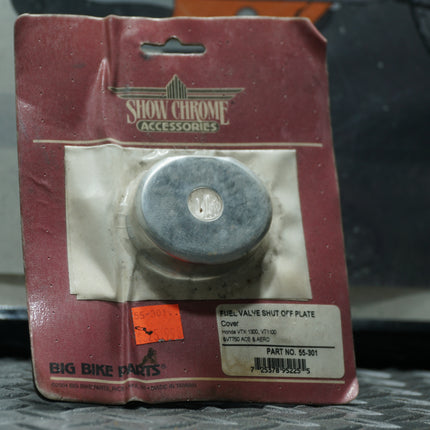 SHOW CHROME
ACCESSORIES
55-301
FUEL VALVE SHUT OFF PLATE
Cover
Honda VTX 1300, VT1100
&VT750 ACE & AERO
PART NO. 55-301
BIG BIKE PARTS